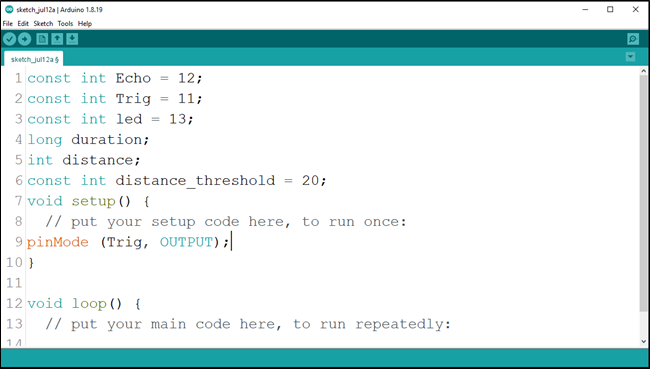 sketch_jul12a | Arduino 1.8.19
File Edit Sketch Tools Help
sketch_jul12a §
1 const int Echo = 12;
2 const int Trig = 11;
3 const int led = 13;
4 long duration;
5 int distance;
6 const int distance_threshold = 20;
7 void setup() {
8 // put your setup code here, to run once:
9 pinMode (Trig, OUTPUT);
10 }
11
12 void loop() {
13 // put your main code here, to run repeatedly:
14